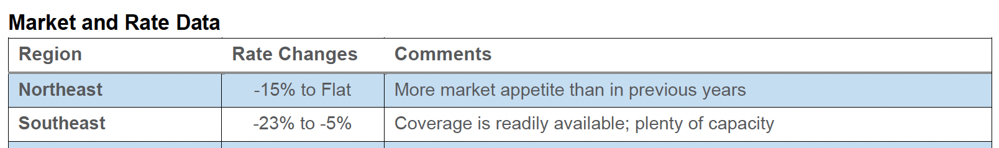 Market and Rate Data
Region Rate Changes Comments
Northeast -15% to Flat More market appetite than in previous years
Southeast -23% to -5% Coverage is readily available; plenty of capacity